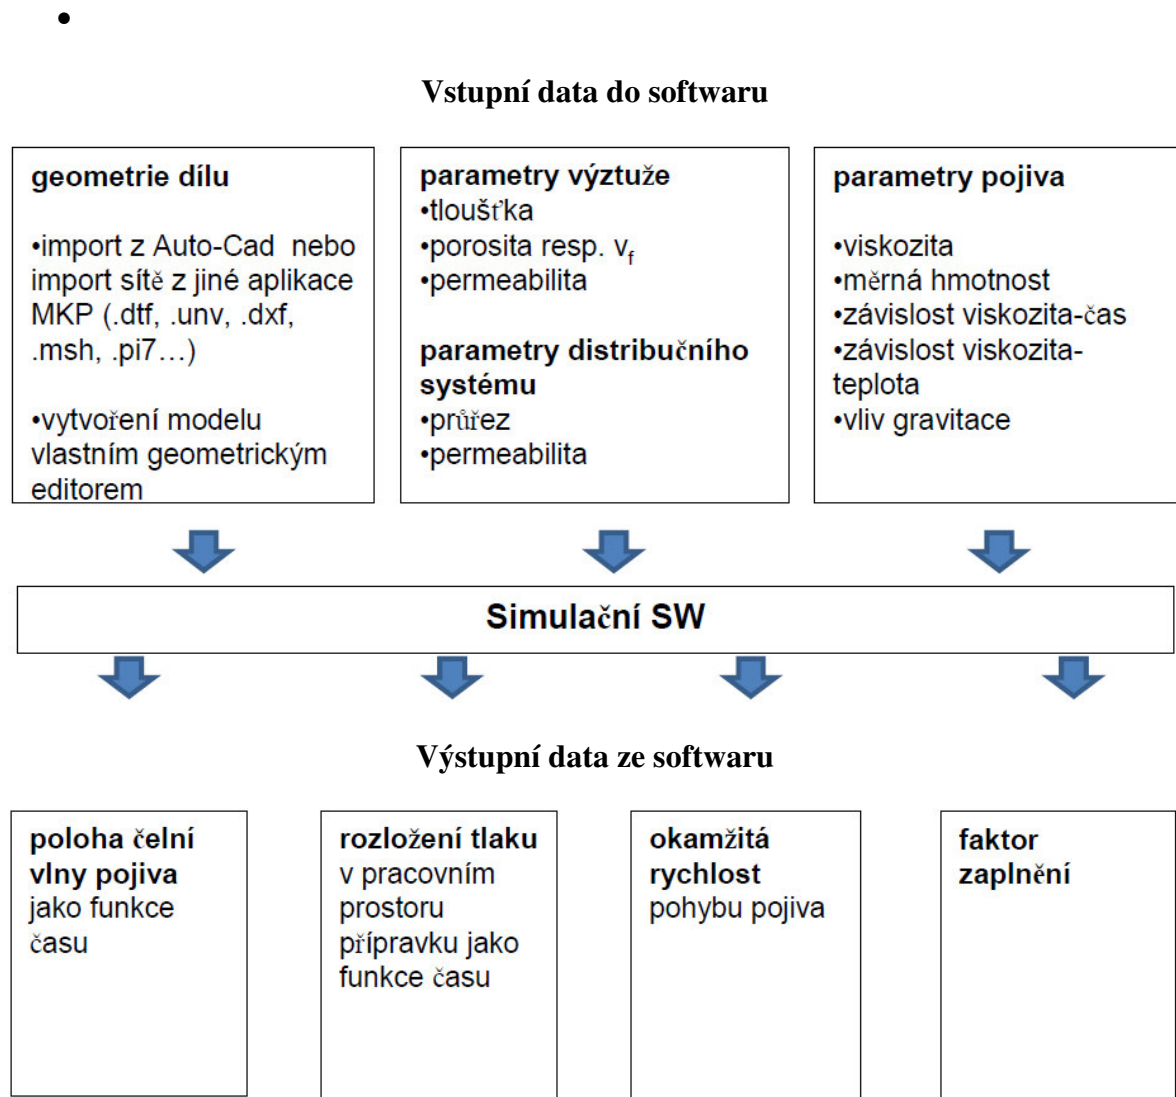 •
Vstupní data do softwaru
geometrie dílu
•import z Auto-Cad nebo
import sítě z jiné aplikace
MKP (.dtf, .unv, .dxf,
.msh, .pi7…)
•vytvoření modelu
vlastním geometrickým
editorem
parametry výztuže
•tloušťka
•porosita resp. vf
•permeabilita
parametry distribučního
systému
•průřez
•permeabilita
parametry pojiva
•viskozita
•měrná hmotnost
•závislost viskozita-čas
•závislost viskozita-
teplota
•vliv gravitace
Simulační SW
Výstupní data ze softwaru
poloha čelní
vlny pojiva
jako funkce
času
rozložení tlaku
v pracovním
prostoru
přípravku jako
funkce času
okamžitá
rychlost
pohybu pojiva
faktor
zaplnění